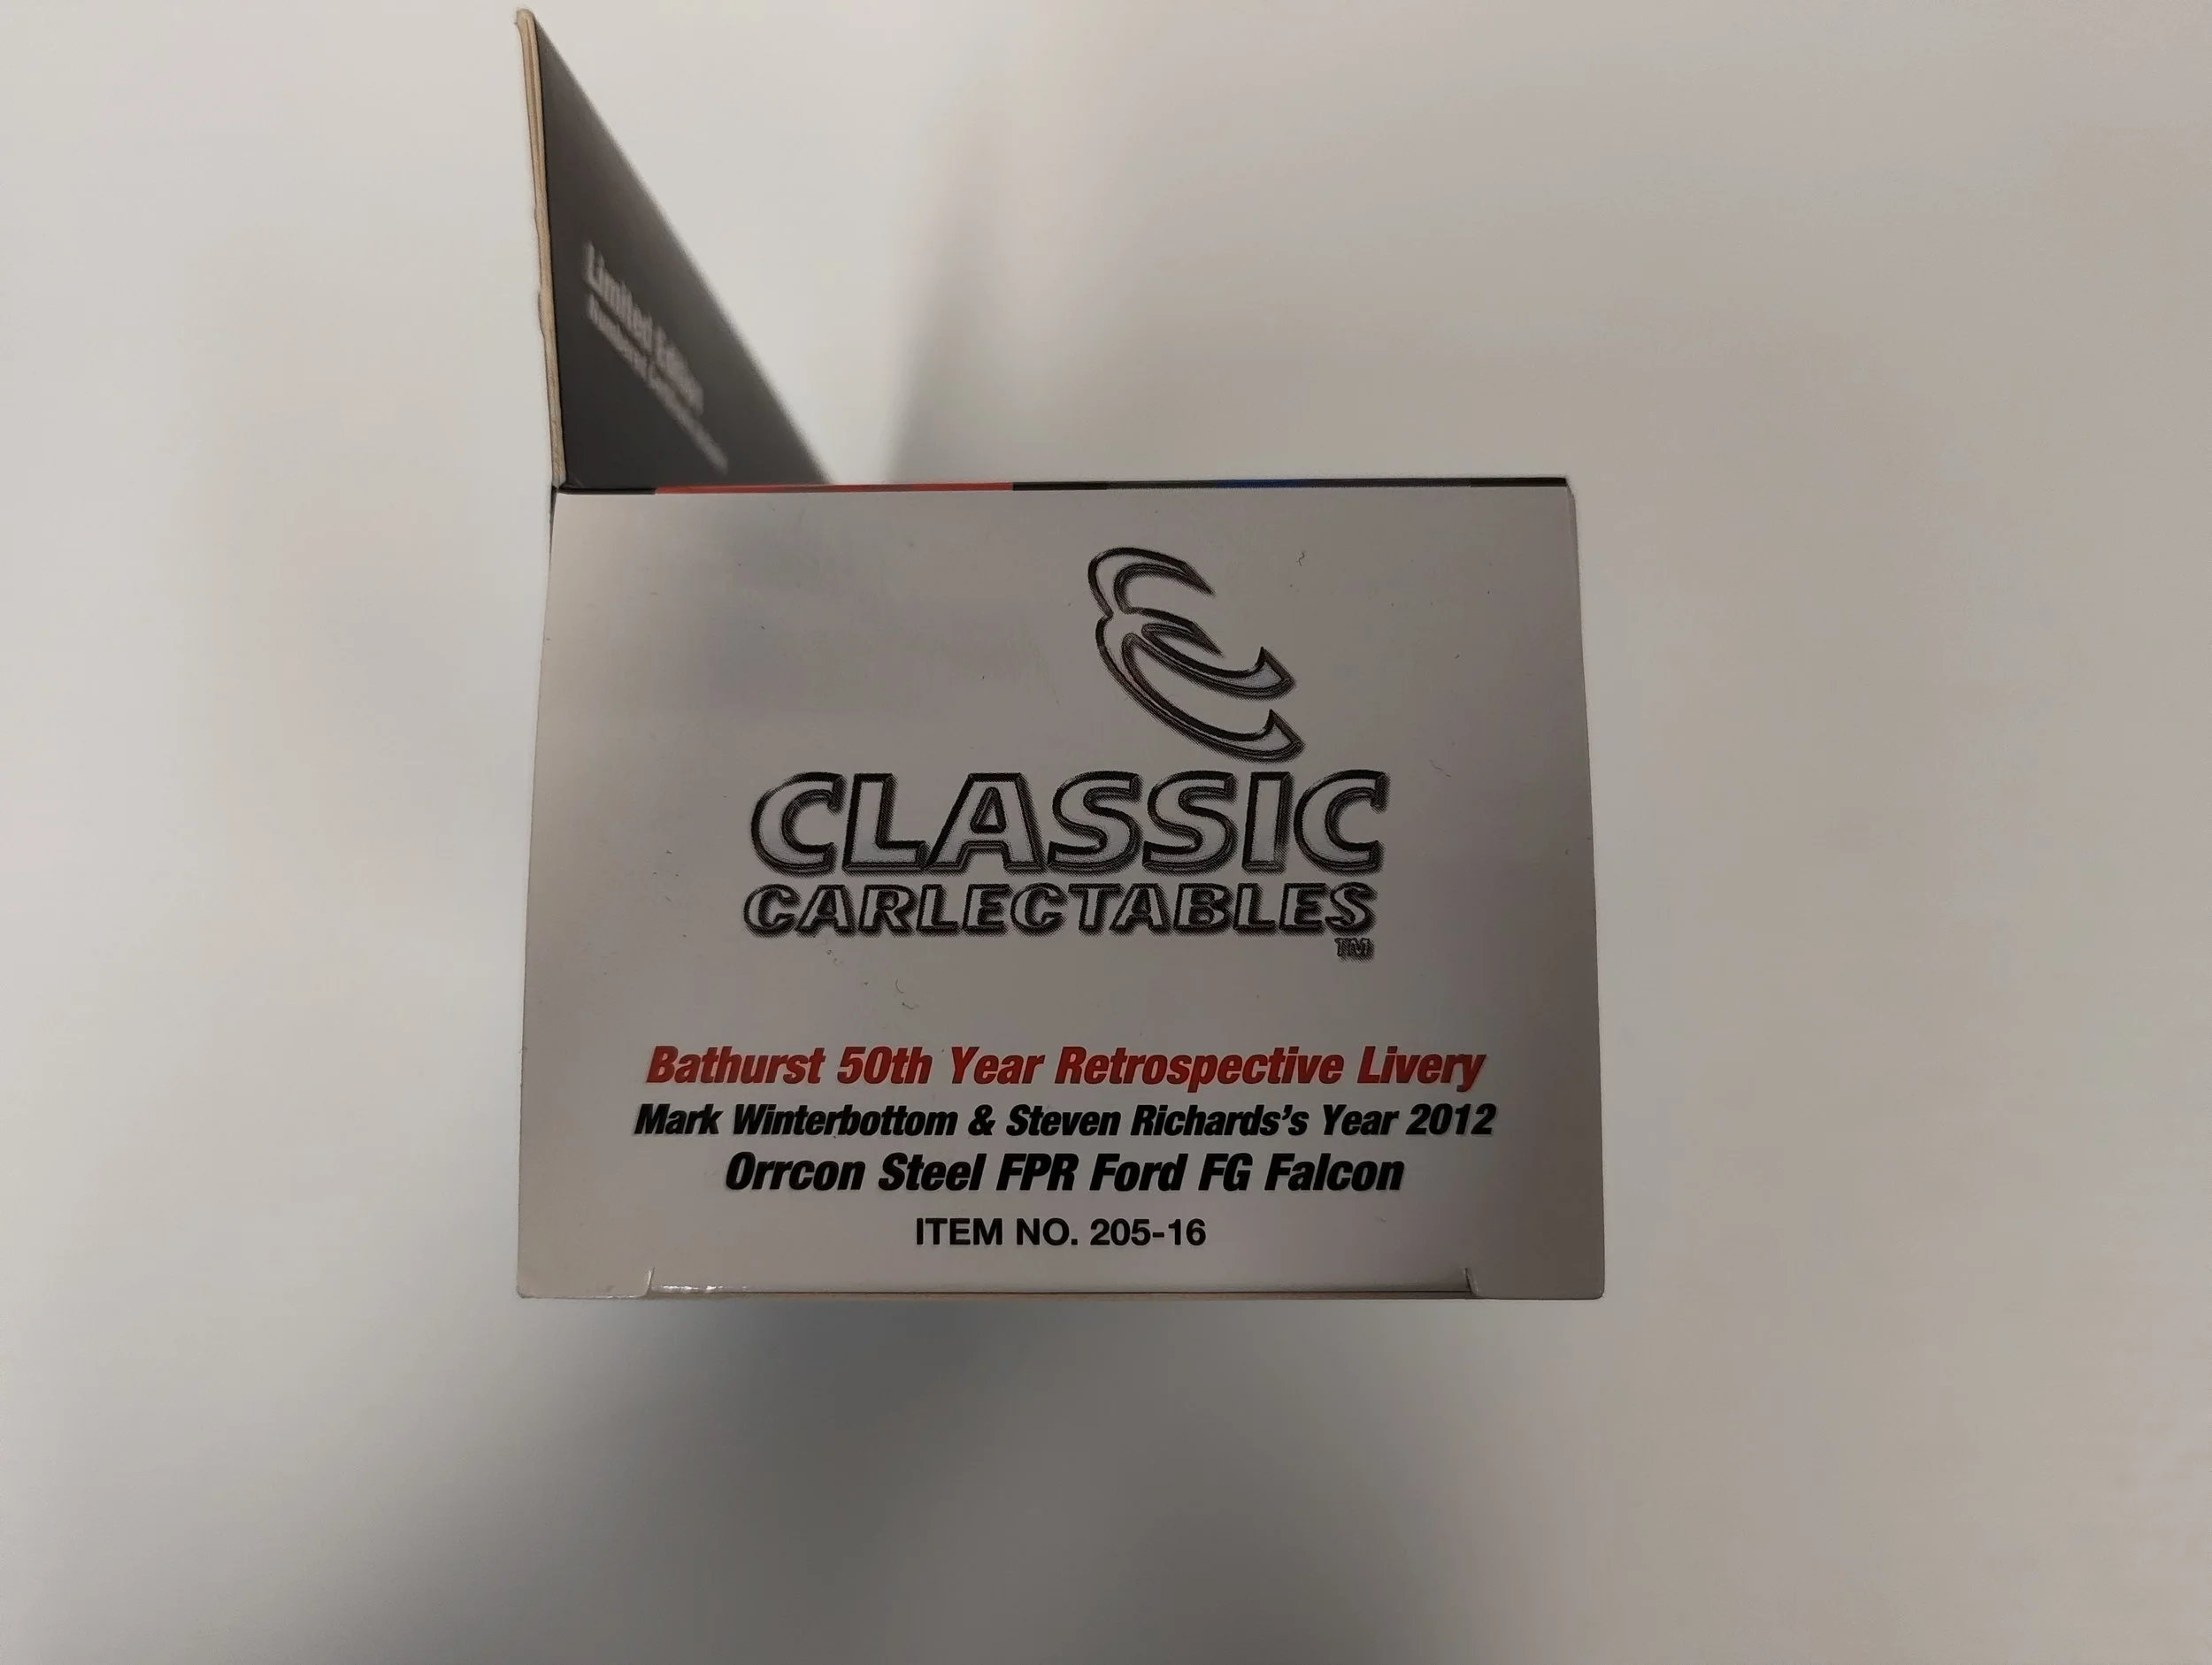 Limited Edition
CLASSIC
CARLECTABLES
TM
Bathurst 50th Year Retrospective Livery
Mark Winterbottom & Steven Richards's Year 2012
Orrcon Steel FPR Ford FG Falcon
ITEM NO. 205-16